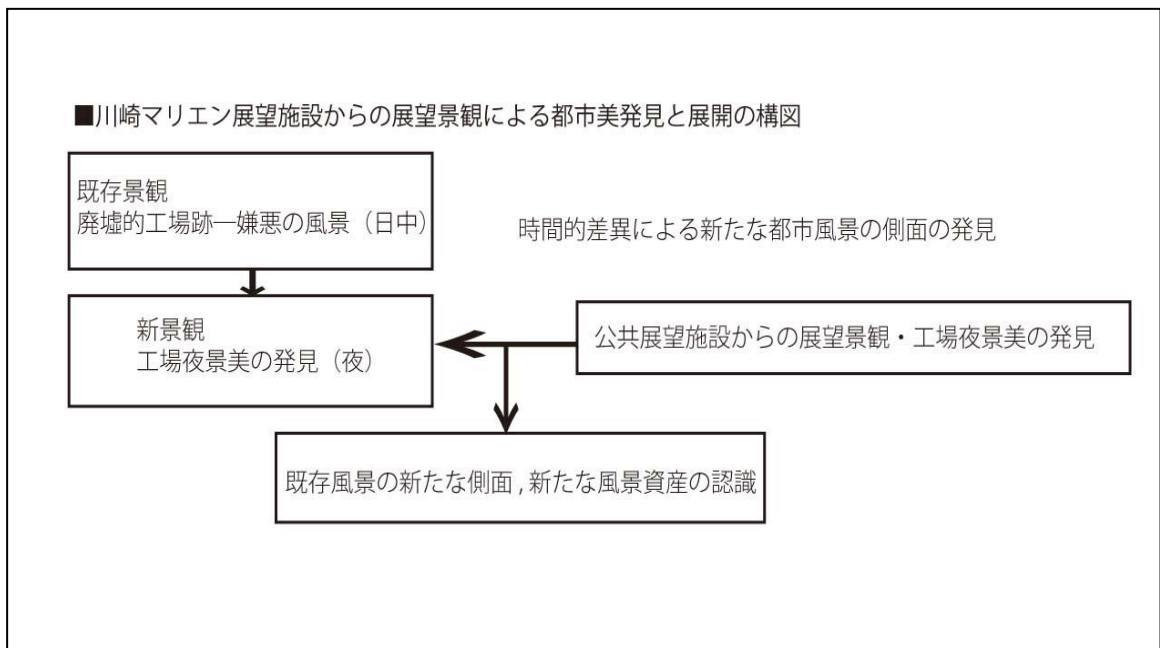 ■川崎マリエン展望施設からの展望景観による都市美発見と展開の構図
既存景観
廃墟的工場跡―嫌悪の風景（日中）
時間的差異による新たな都市風景の側面の発見
新景観
工場夜景美の発見（夜）
公共展望施設からの展望景観・工場夜景美の発見
既存風景の新たな側面 , 新たな風景資産の認識